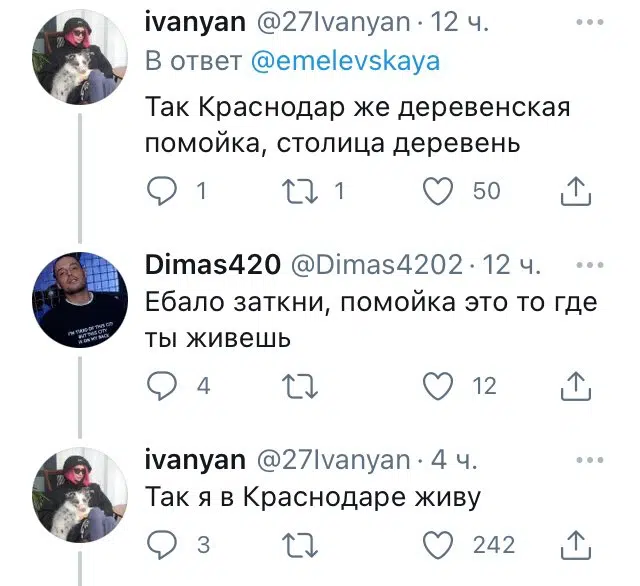 ivanyan @27Ivanyan · 12 ч.
В ответ @emelevskaya
Так Краснодар же деревенская
помойка, столица деревень
1 1 50
Dimas420 @Dimas4202 · 12 ч.
Ебало заткни, помойка это то где
ты живешь
4 12
ivanyan @27Ivanyan · 4 ч.
Так я в Краснодаре живу
3 242